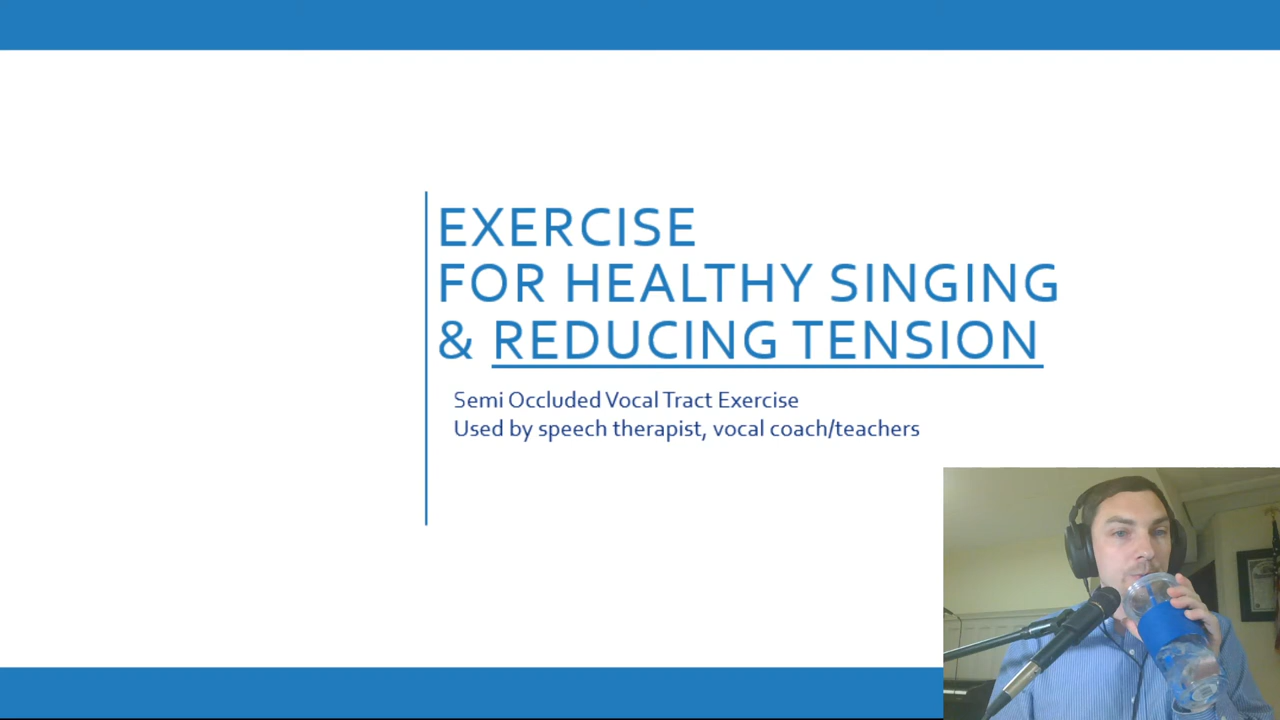 EXERCISE
FOR HEALTHY SINGING
& REDUCING TENSION
Semi Occluded Vocal Tract Exercise
Used by speech therapist, vocal coach/teachers